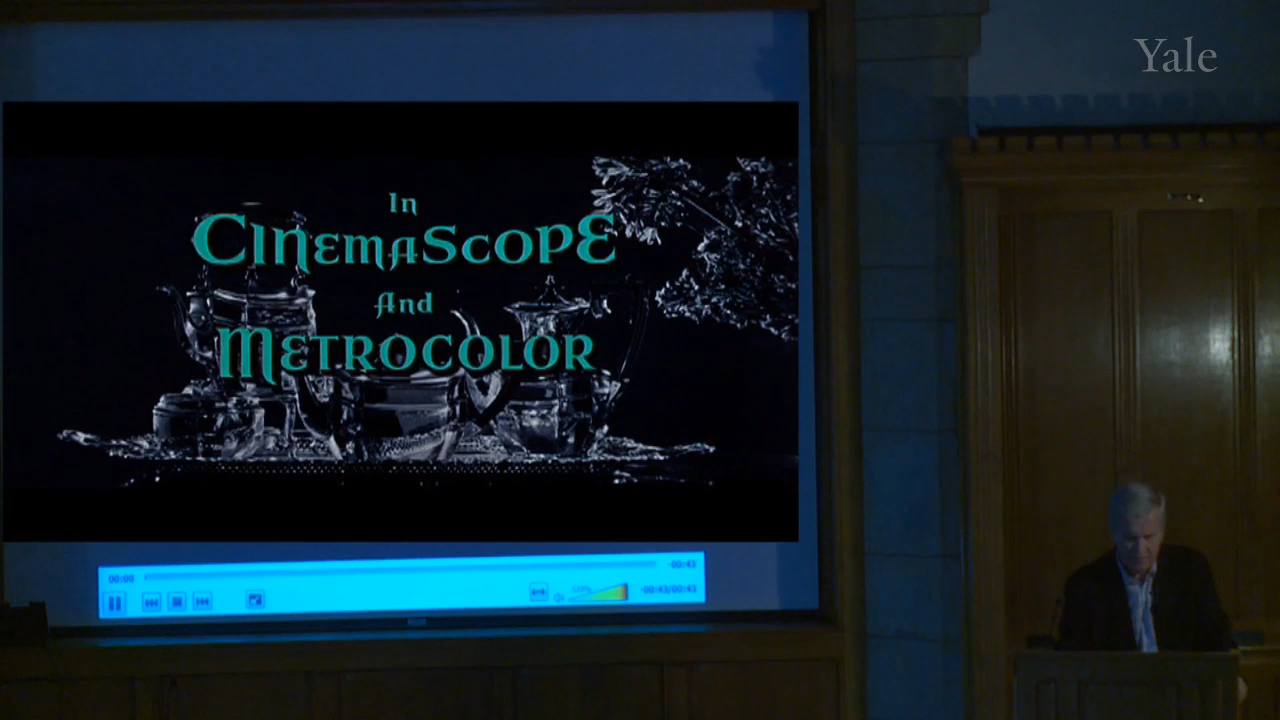 Yale
In
CinemaScope
And
Metrocolor
00:00
-00:43
-00:43/00:43